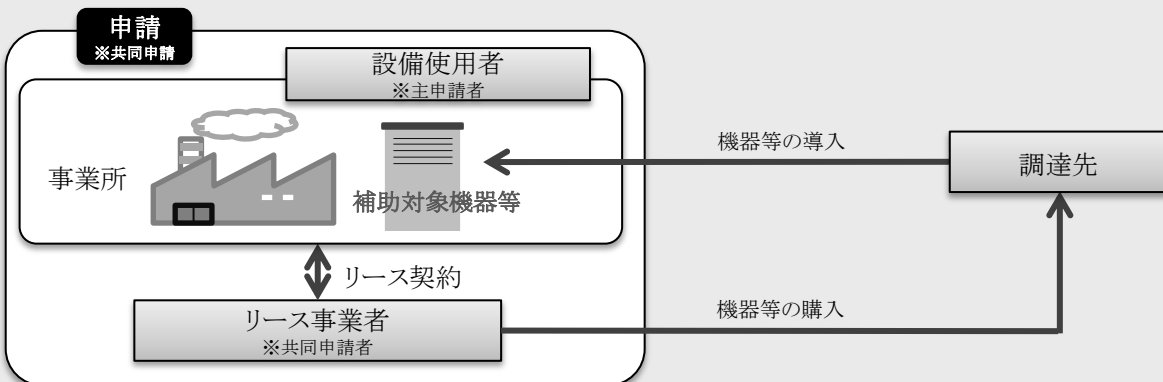 申請
※共同申請
設備使用者
※主申請者
事業所
補助対象機器等
機器等の導入
調達先
リース契約
リース事業者
※共同申請者
機器等の購入